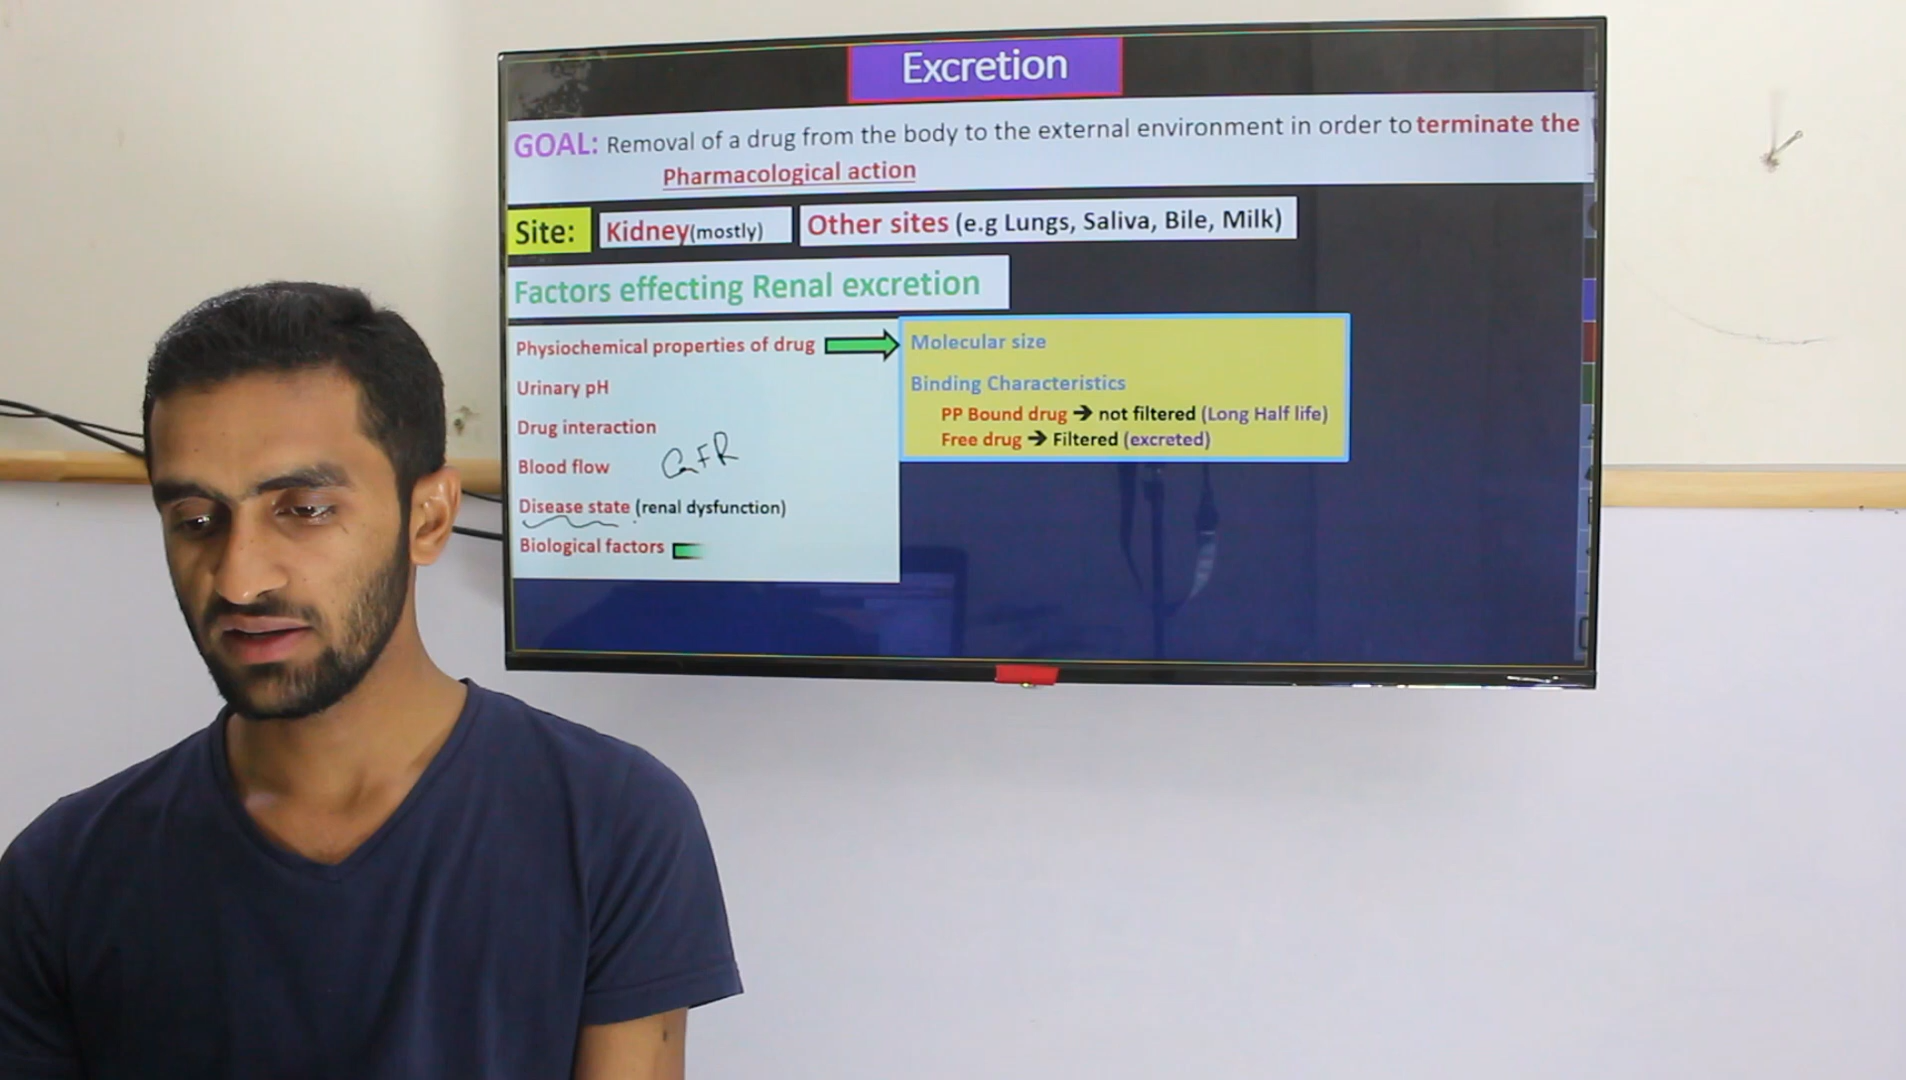 Excretion
GOAL: Removal of a drug from the body to the external environment in order to terminate the
Pharmacological action
Site: Kidney(mostly) Other sites (e.g Lungs, Saliva, Bile, Milk)
Factors effecting Renal excretion
Physiochemical properties of drug
Urinary pH
Drug interaction
Blood flow GFR
Disease state (renal dysfunction)
Biological factors
Molecular size
Binding Characteristics
PP Bound drug ➔ not filtered (Long Half life)
Free drug ➔ Filtered (excreted)